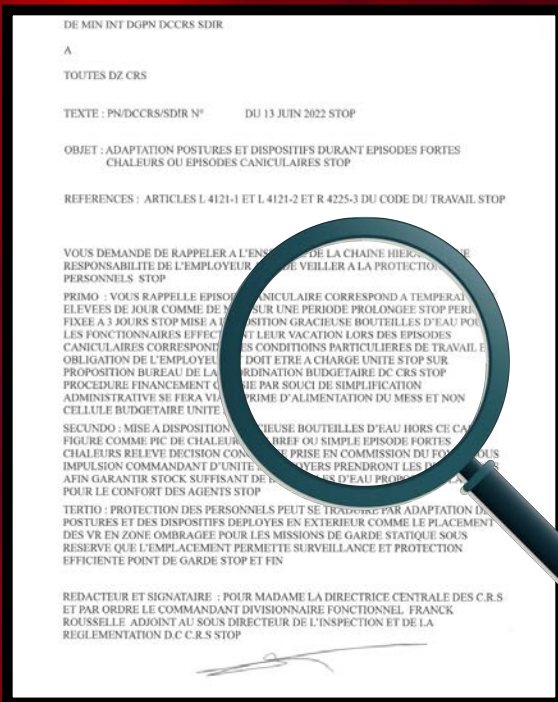 DE MIN INT DGPN DCCRS SDIR
A
TOUTES DZ CRS
TEXTE : PN/DCCRS/SDIR N° DU 13 JUIN 2022 STOP
OBJET : ADAPTATION POSTURES ET DISPOSITIFS DURANT EPISODES FORTES
CHALEURS OU EPISODES CANICULAIRES STOP
REFERENCES : ARTICLES L 4121-1 ET L 4121-2 ET R 4225-3 DU CODE DU TRAVAIL STOP
VOUS DEMANDE DE RAPPELER A L'ENS DE LA CHAINE
RESPONSABILITE DE L'EMPLOYEUR DE VEILLER A LA PROTECTION
PERSONNELS STOP
PRIMO : VOUS RAPPELLE EPISO ANICULAIRE CORRESPOND A TEMPERAT
ELEVEES DE JOUR COMME DE SUR UNE PERIODE PROLONGEE STOP
FIXEE A 3 JOURS STOP MISE A OSITION GRACIEUSE BOUTEILLES D'EAU POU
LES FONCTIONNAIRES EFFECT NT LEUR VACATION LORS DES EPISODES
CANICULAIRES CORRESPOND ES CONDITIOINS PARTICULIERES DE TRAVAIL
OBLIGATION DE L'EMPLOYEU DOIT ETRE A CHARGE UNITE STOP SUR
PROPOSITION BUREAU DE LA ORDINATION BUDGETAIRE DC CRS STOP
PROCEDURE FINANCEMENT IE PAR SOUCI DE SIMPLIFICATION
ADMINISTRATIVE SE FERA VIA PRIME D'ALIMENTATION DU MESS ET NON
CELLULE BUDGETAIRE UNITE
SECUNDO : MISE A DISPOSITION CIEUSE BOUTEILLES D'EAU HORS CE CA
FIGURE COMME PIC DE CHALEUR BREF OU SIMPLE EPISODE FORTES
CHALEURS RELEVE DECISION CON E PRISE EN COMMISSION DU OUS
IMPULSION COMMANDANT D'UNITE OYERS PRENDRONT LES
AFIN GARANTIR STOCK SUFFISANT DE ES D'EAU
POUR LE CONFORT DES AGENTS STOP
TERTIO : PROTECTION DES PERSONNELS PEUT SE TRADUIRE PAR ADAPTATION
POSTURES ET DES DISPOSITIFS DEPLOYES EN EXTERIEUR COMME LE PLACEMENT
DES VR EN ZONE OMBRAGEE POUR LES MISSIONS DE GARDE STATIQUE SOUS
RESERVE QUE L'EMPLACEMENT PERMETTE SURVEILLANCE ET PROTECTION
EFFICIENTE POINT DE GARDE STOP ET FIN
REDACTEUR ET SIGNATAIRE : POUR MADAME LA DIRECTRICE CENTRALE DES C.R.S
ET PAR ORDRE LE COMMANDANT DIVISIONNAIRE FONCTIONNEL FRANCK
ROUSSELLE ADJOINT AU SOUS DIRECTEUR DE L'INSPECTION ET DE LA
REGLEMENTATION D.C C.R.S STOP